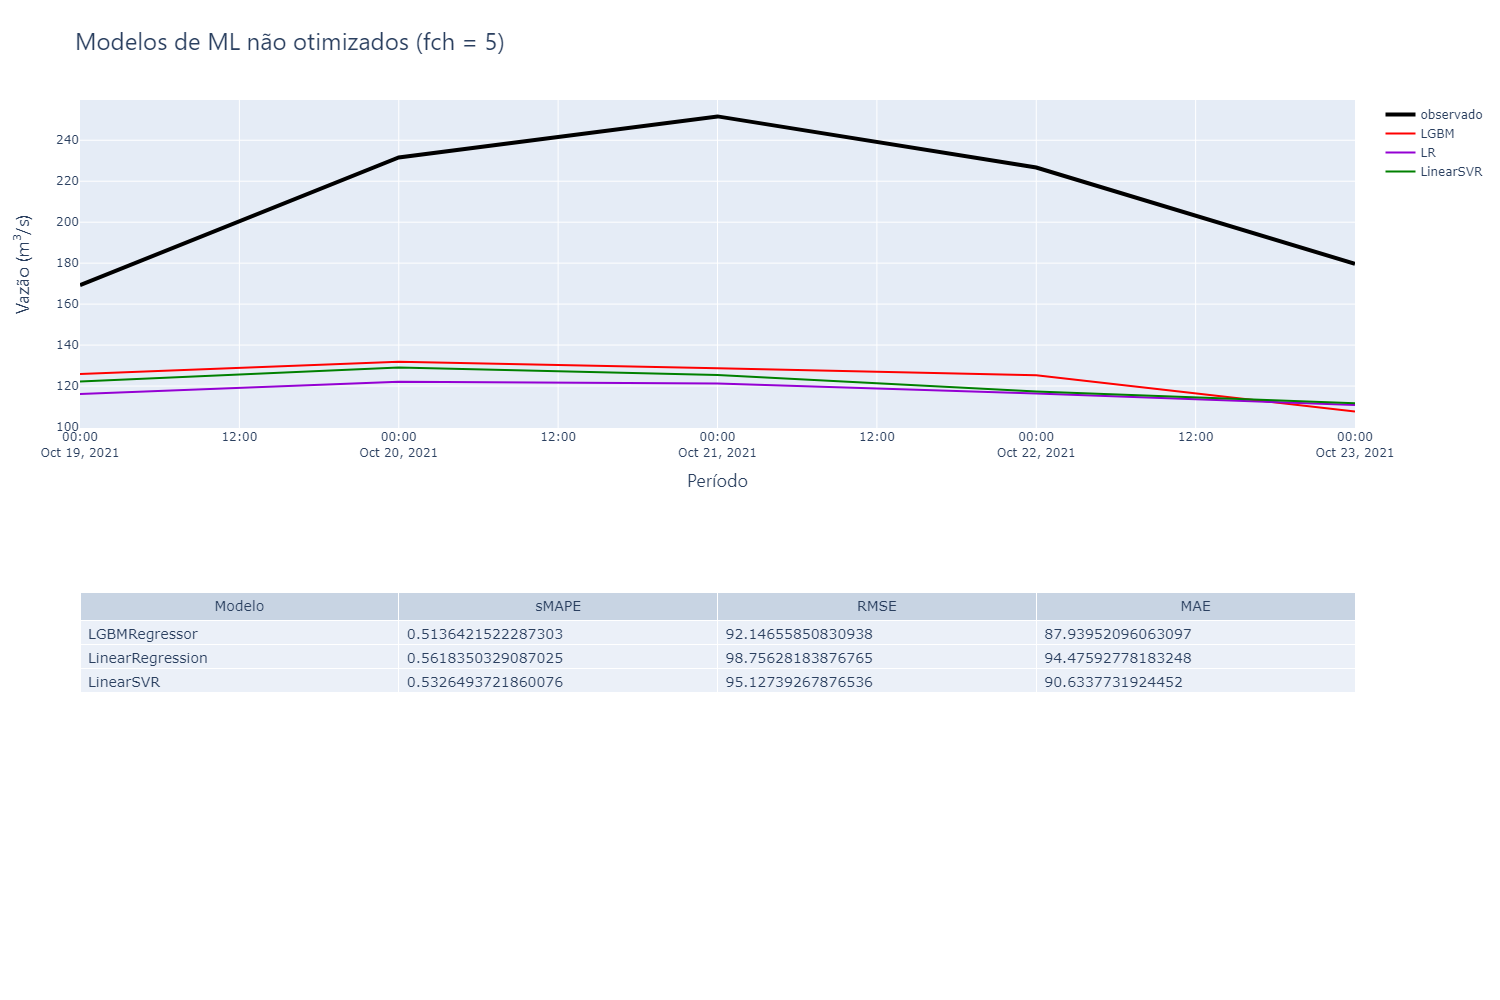 Modelos de ML não otimizados (fch = 5)
observado
LGBM
LR
LinearSVR
Vazão (m³/s)
240
220
200
180
160
140
120
100
00:00 12:00 00:00 12:00 00:00 12:00 00:00 12:00 00:00
Oct 19, 2021 Oct 20, 2021 Oct 21, 2021 Oct 22, 2021 Oct 23, 2021
Período
Modelo sMAPE RMSE MAE
LGBMRegressor 0.5136421522287303 92.14655850830938 87.93952096063097
LinearRegression 0.5618350329087025 98.75628183876765 94.47592778183248
LinearSVR 0.5326493721860076 95.12739267876536 90.6337731924452